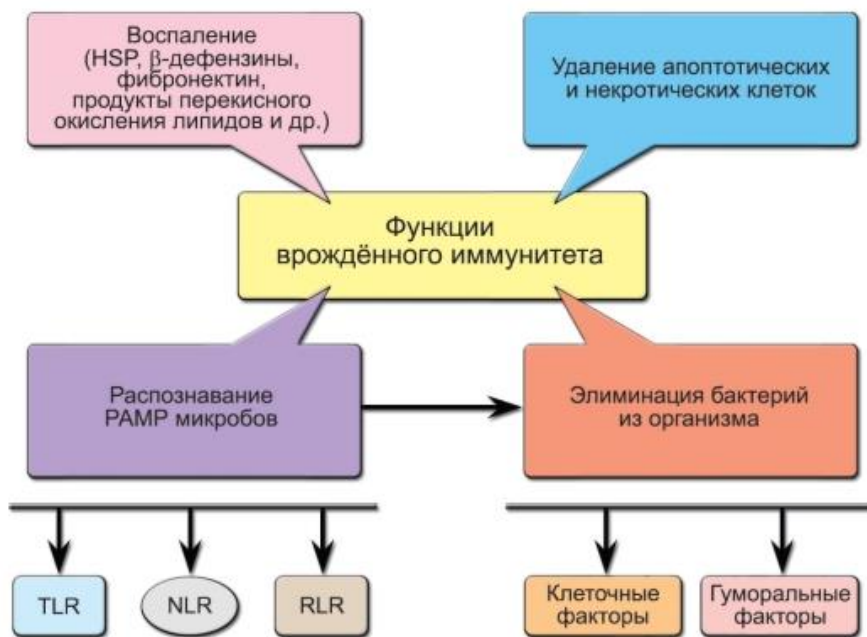 Воспаление
(HSP, β-дефензины,
фибронектин,
продукты перекисного
окисления липидов и др.)
Удаление апоптотических
и некротических клеток
Функции
врождённого иммунитета
Распознавание
PAMP микробов
Элиминация бактерий
из организма
TLR
NLR
RLR
Клеточные
факторы
Гуморальные
факторы